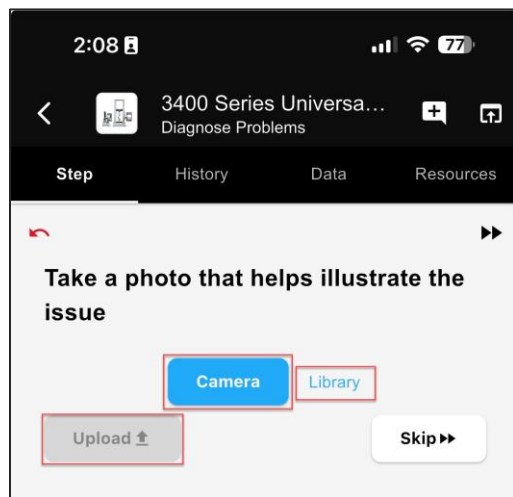 2:08
77
3400 Series Universa...
Diagnose Problems
Step History Data Resources
Take a photo that helps illustrate the
issue
Camera Library
Upload Skip